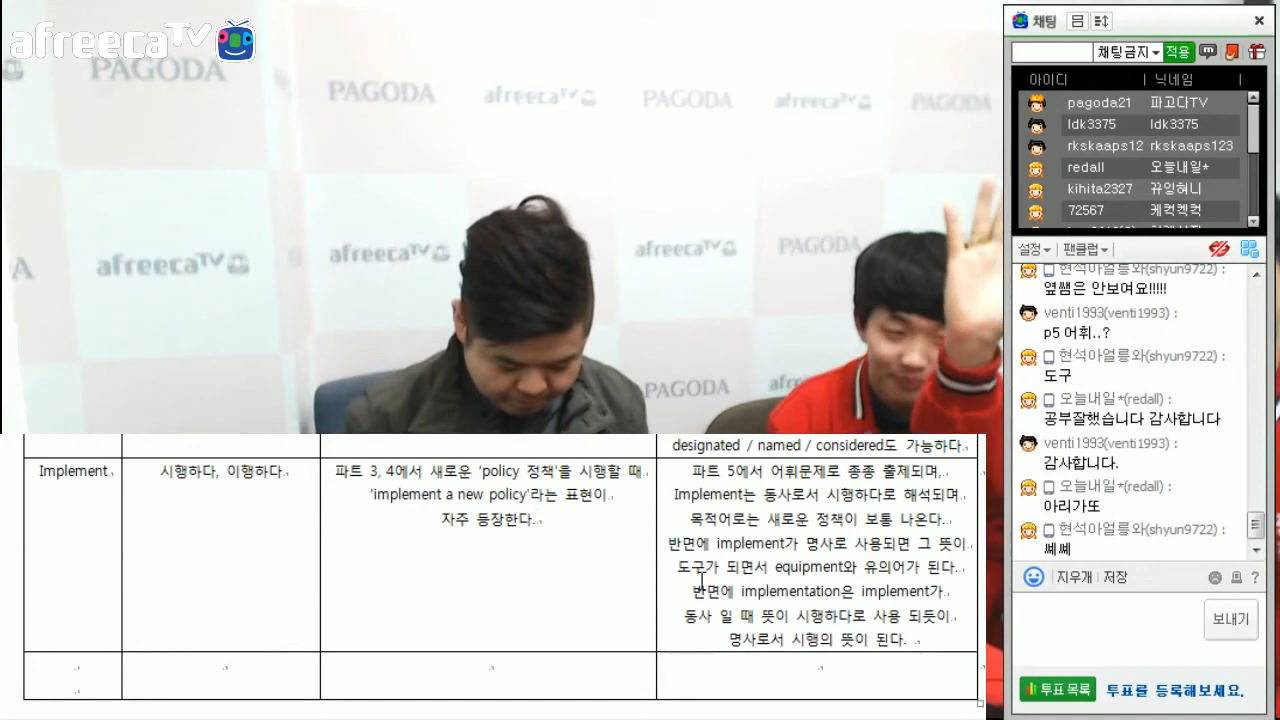 afreecaTV
PAGODA
PAGODA
afreecaTV
PAGODA
afreecaTV
PAGODA
afreecaTV
afreecaTV
afreecaTV
PAGODA
PAGODA
designated / named / considered도 가능하다.
Implement
시행하다, 이행하다.
파트 3, 4에서 새로운 ‘policy 정책’을 시행할 때
‘implement a new policy’라는 표현이
자주 등장한다.
파트 5에서 어휘문제로 종종 출제되며,
Implement는 동사로서 시행하다로 해석되며
목적어로는 새로운 정책이 보통 나온다.
반면에 implement가 명사로 사용되면 그 뜻이
도구가 되면서 equipment와 유의어가 된다.
반면에 implementation은 implement가
동사 일 때 뜻이 시행하다로 사용 되듯이
명사로서 시행의 뜻이 된다.
채팅
채팅금지 적용
아이디 닉네임
pagoda21 파고다TV
ldk3375 ldk3375
rkskaaps12 rkskaaps123
redall 오늘내일*
kihita2327 뀨잉혀니
72567 케컥켁컥
설정 팬클럽
현석아얼릉와(shyun9722) :
옆쌤은 안보여요!!!!!
venti1993(venti1993) :
p5 어휘..?
현석아얼릉와(shyun9722) :
도구
오늘내일*(redall) :
공부잘했습니다 감사합니다
venti1993(venti1993) :
감사합니다.
오늘내일*(redall) :
아리가또
현석아얼릉와(shyun9722) :
쎄쎄
지우개 저장
보내기
투표 목록 투표를 등록해보세요.